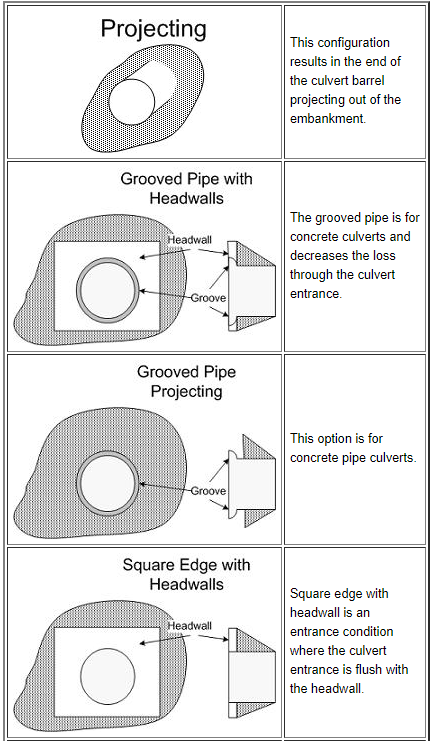 Projecting
This configuration
results in the end of
the culvert barrel
projecting out of the
embankment.
Grooved Pipe with
Headwalls
Headwall
Groove
The grooved pipe is for
concrete culverts and
decreases the loss
through the culvert
entrance.
Grooved Pipe
Projecting
Groove
This option is for
concrete pipe culverts.
Square Edge with
Headwalls
Headwall
Square edge with
headwall is an
entrance condition
where the culvert
entrance is flush with
the headwall.